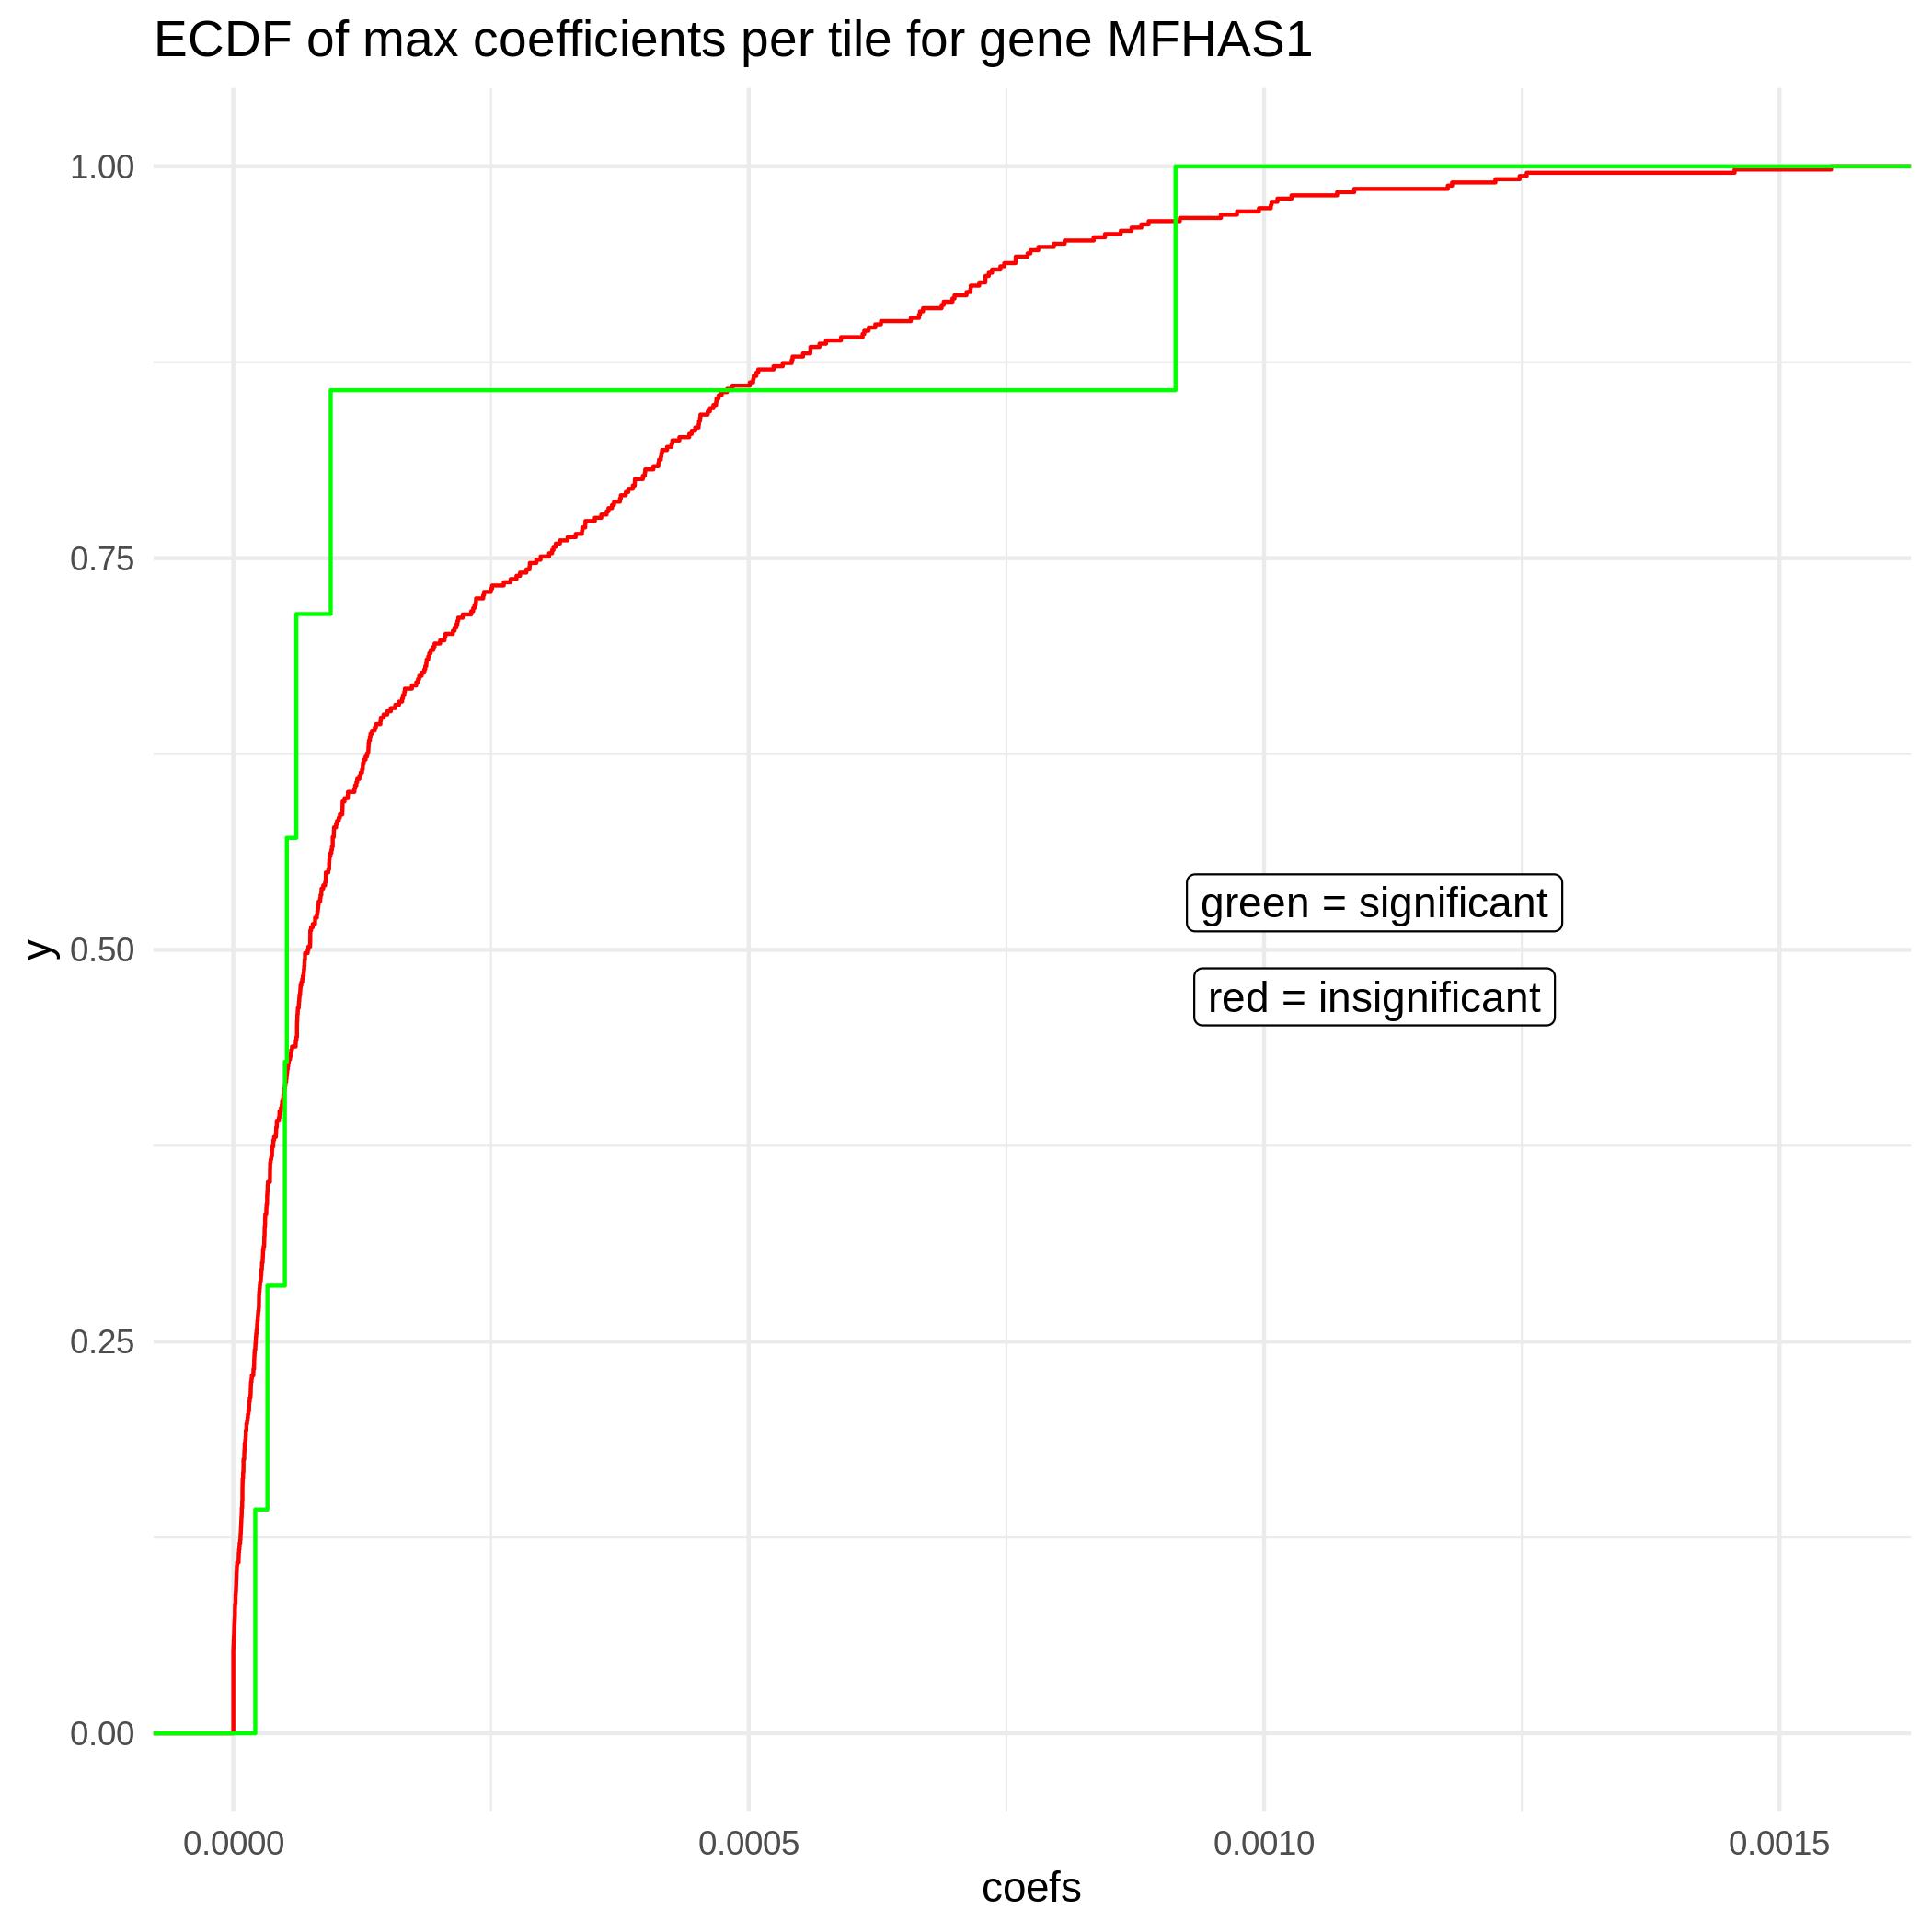 ECDF of max coefficients per tile for gene MFHAS1
1.00
0.75
0.50
0.25
0.00
y
green = significant
red = insignificant
0.0000
0.0005
0.0010
0.0015
coefs